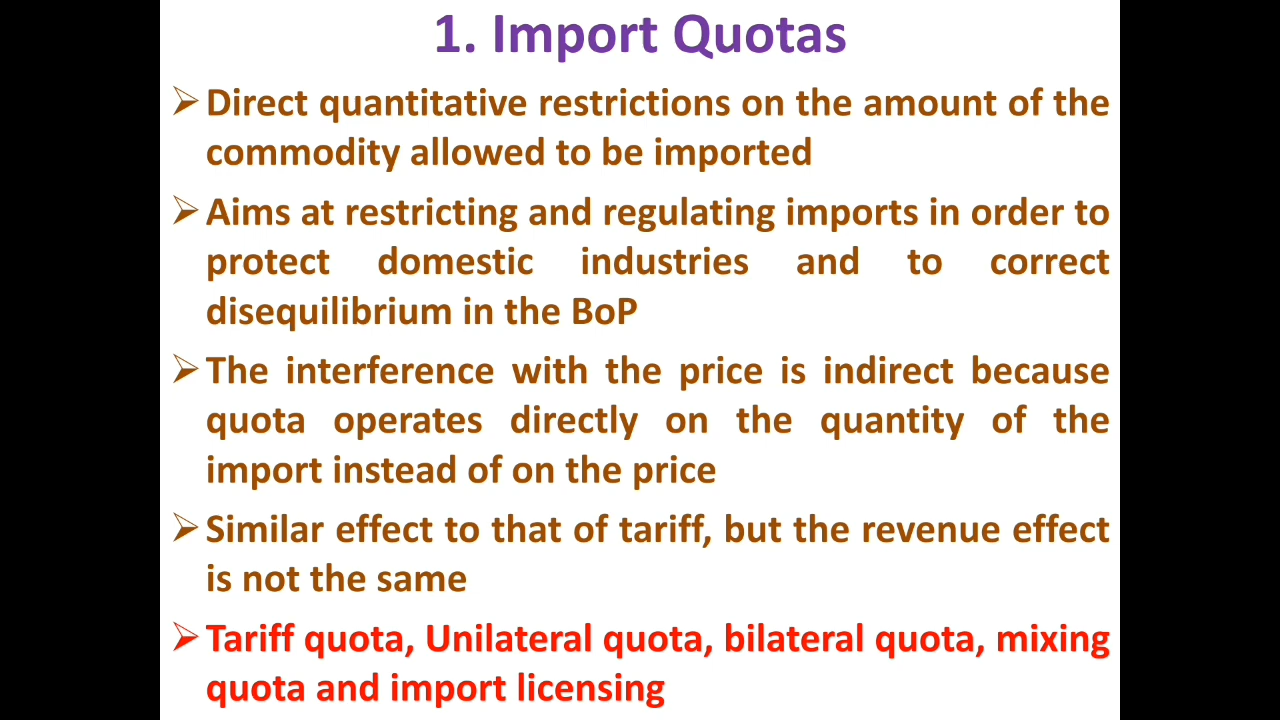 1. Import Quotas
➢Direct quantitative restrictions on the amount of the
commodity allowed to be imported
➢Aims at restricting and regulating imports in order to
protect domestic industries and to correct
disequilibrium in the BoP
➢The interference with the price is indirect because
quota operates directly on the quantity of the
import instead of on the price
➢Similar effect to that of tariff, but the revenue effect
is not the same
➢Tariff quota, Unilateral quota, bilateral quota, mixing
quota and import licensing